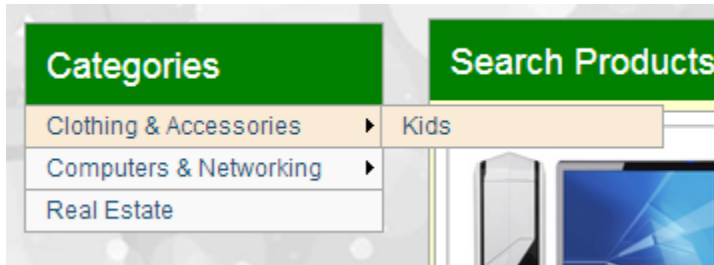 Categories
Search Products
Clothing & Accessories
Kids
Computers & Networking
Real Estate